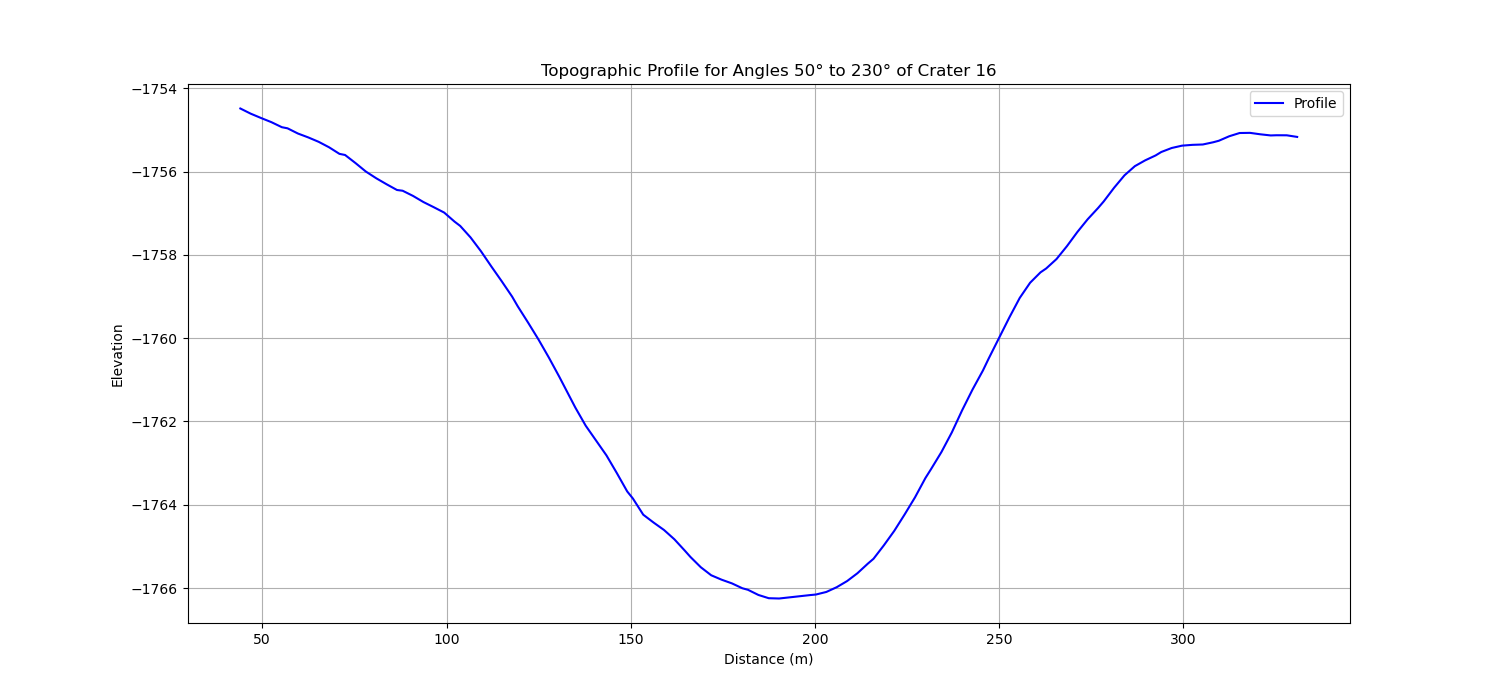 Topographic Profile for Angles 50° to 230° of Crater 16
−1754
Profile
−1756
−1758
−1760
Elevation
−1762
−1764
−1766
50 100 150 200 250 300
Distance (m)